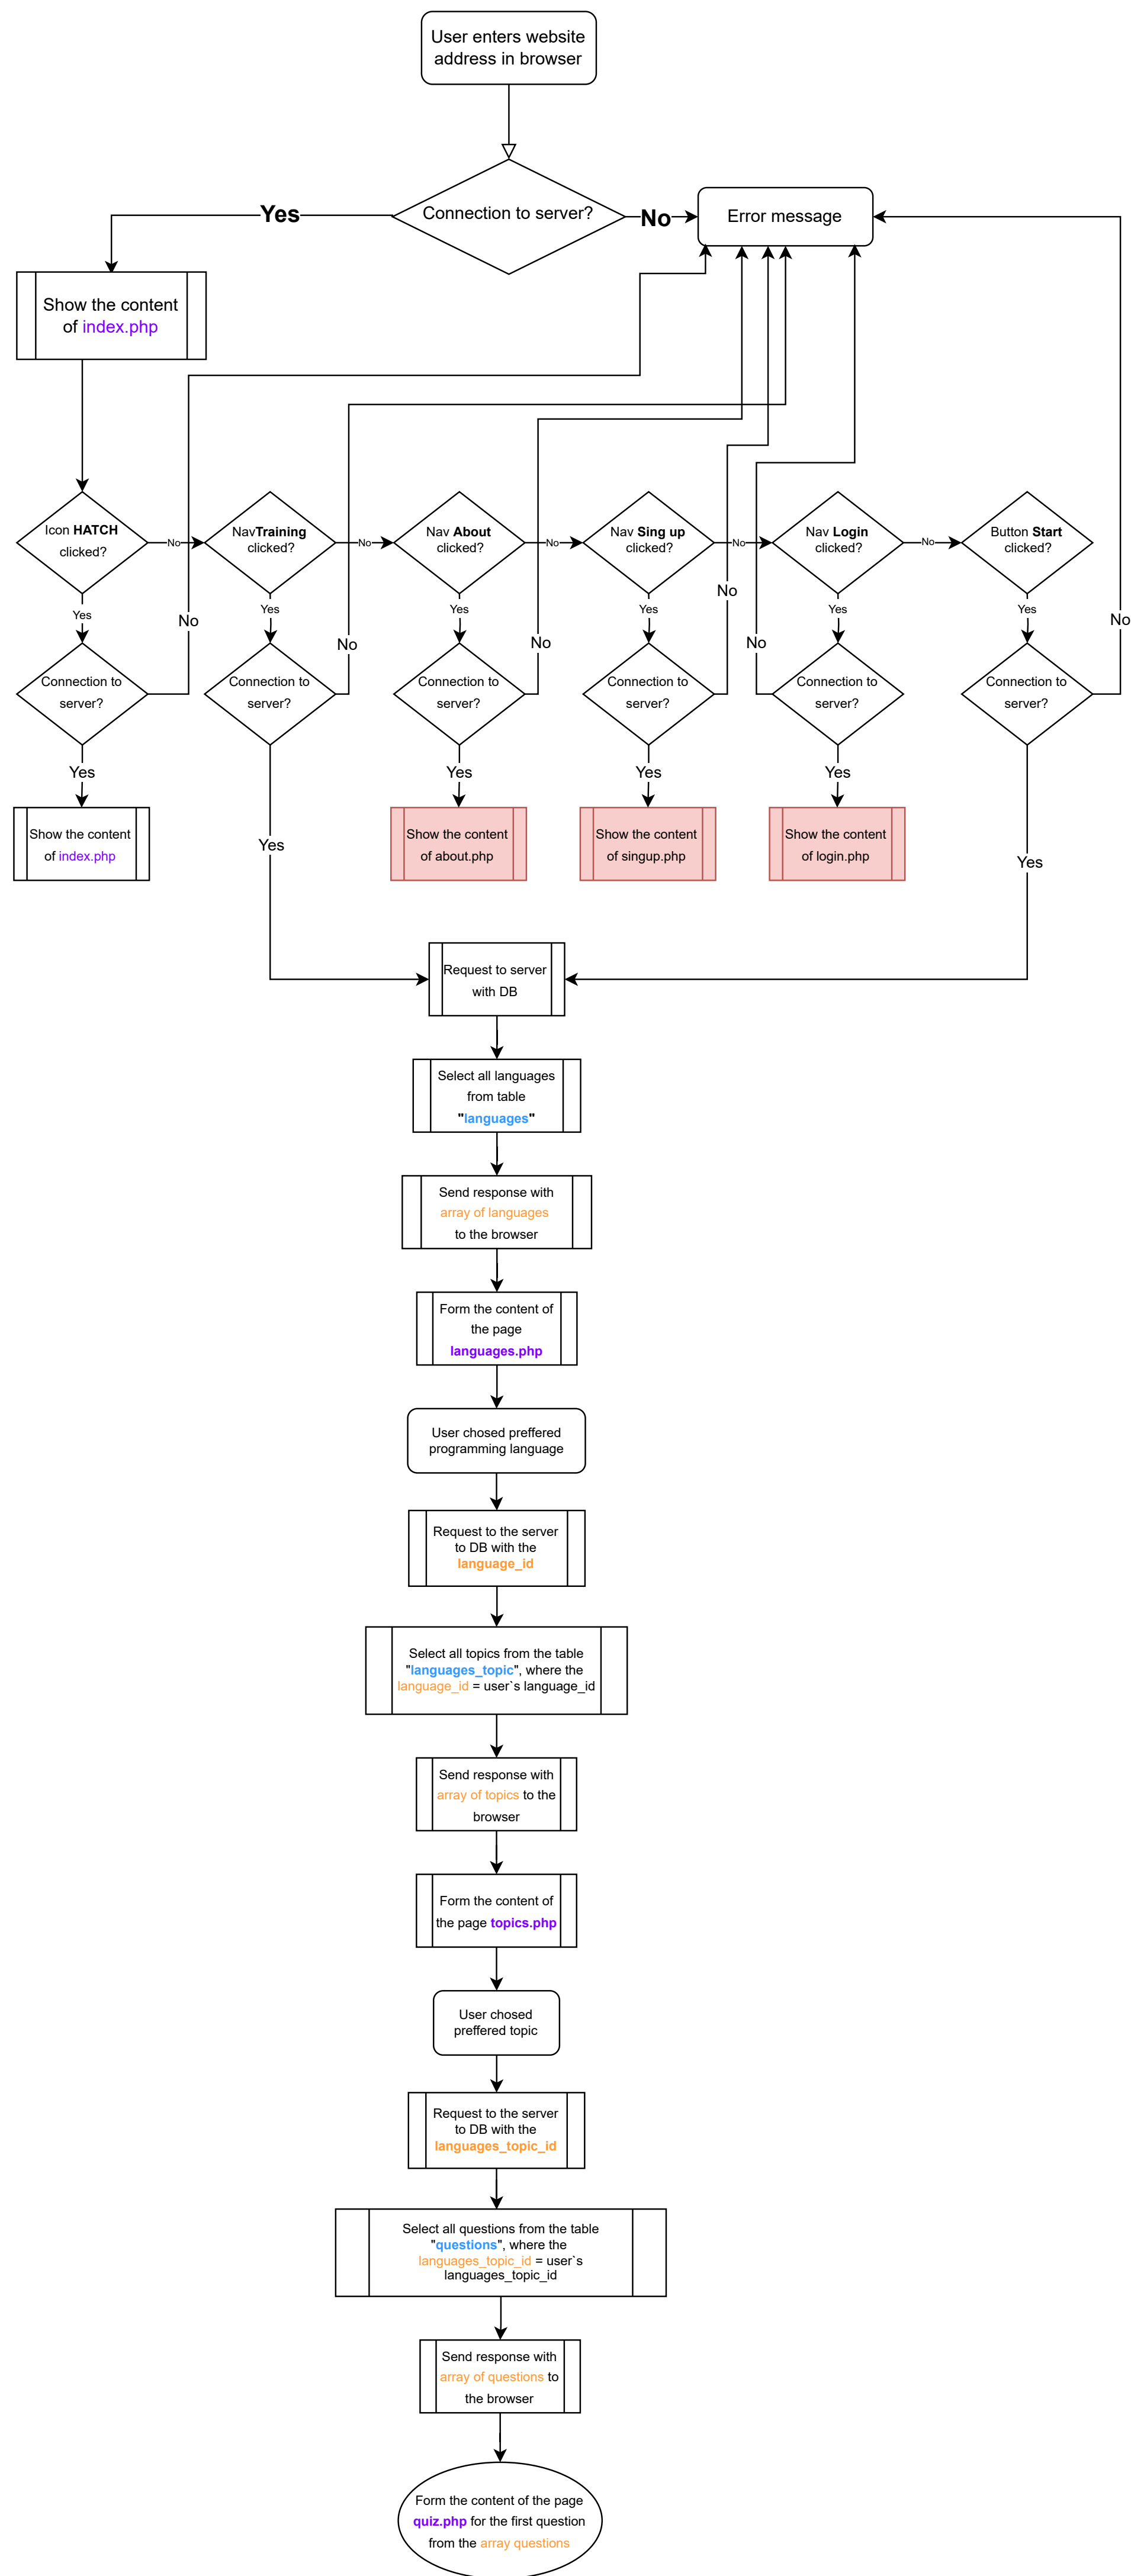 User enters website
address in browser
Connection to server?
Yes
No
Error message
Show the content
of index.php
Icon HATCH
clicked?
No
NavTraining
clicked?
No
Nav About
clicked?
No
Nav Sing up
clicked?
No
Nav Login
clicked?
No
Button Start
clicked?
Yes
No
Yes
No
Yes
No
Yes
No
Yes
No
Yes
No
Connection to
server?
Connection to
server?
Connection to
server?
Connection to
server?
Connection to
server?
Connection to
server?
Yes
Yes
Yes
Yes
Yes
Yes
Show the content
of index.php
Show the content
of about.php
Show the content
of singup.php
Show the content
of login.php
Request to server
with DB
Select all languages
from table
"languages"
Send response with
array of languages
to the browser
Form the content of
the page
languages.php
User chosed preffered
programming language
Request to the server
to DB with the
language_id
Select all topics from the table
"languages_topic", where the
language_id = user`s language_id
Send response with
array of topics to the
browser
Form the content of
the page topics.php
User chosed
preffered topic
Request to the server
to DB with the
languages_topic_id
Select all questions from the table
"questions", where the
languages_topic_id = user`s
languages_topic_id
Send response with
array of questions to
the browser
Form the content of the page
quiz.php for the first question
from the array questions